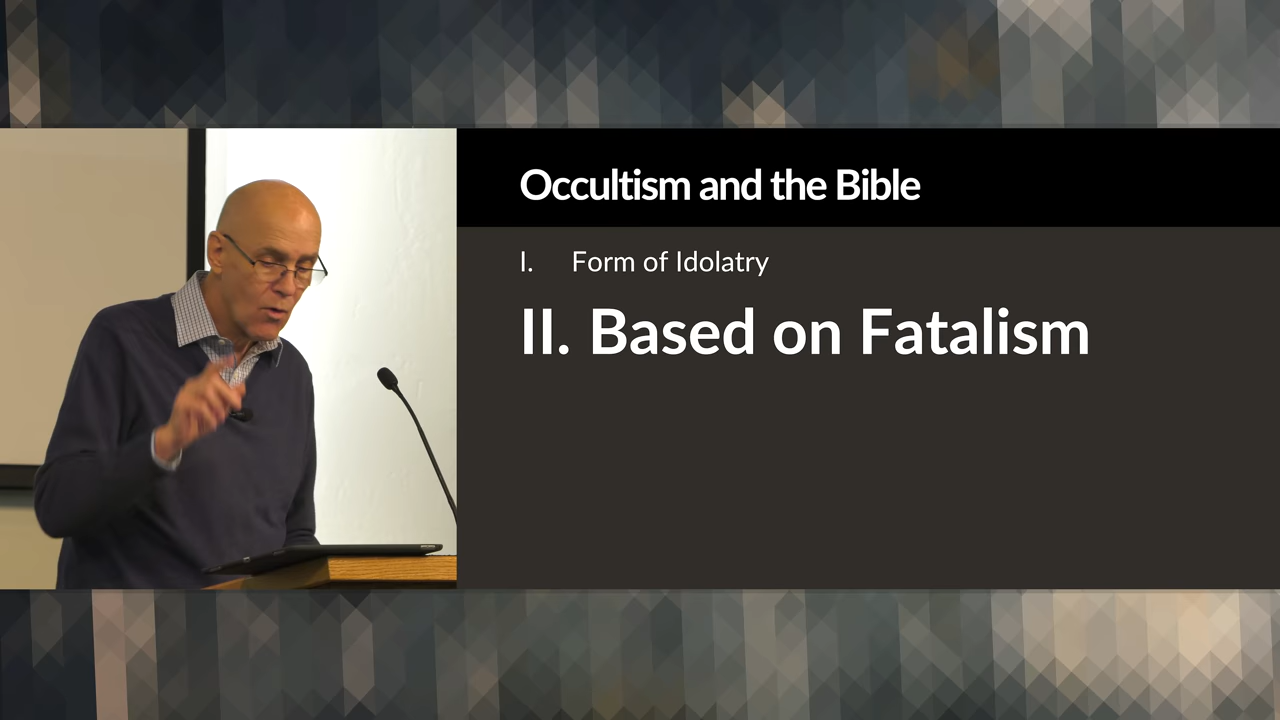 Occultism and the Bible
I. Form of Idolatry
II. Based on Fatalism